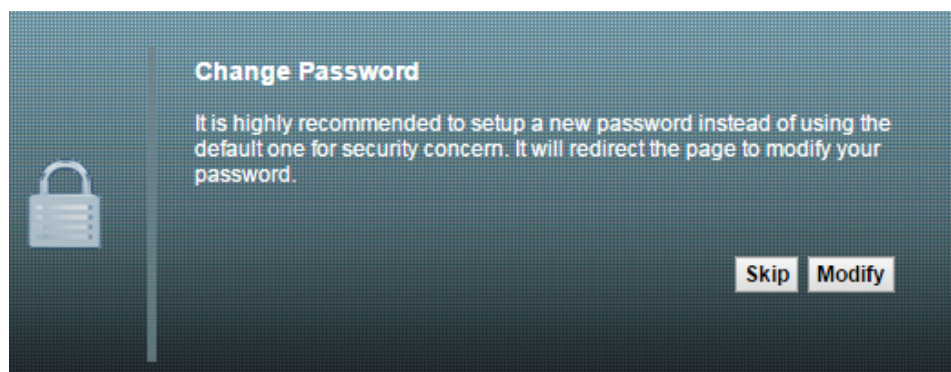 Change Password
It is highly recommended to setup a new password instead of using the
default one for security concern. It will redirect the page to modify your
password.
Skip Modify